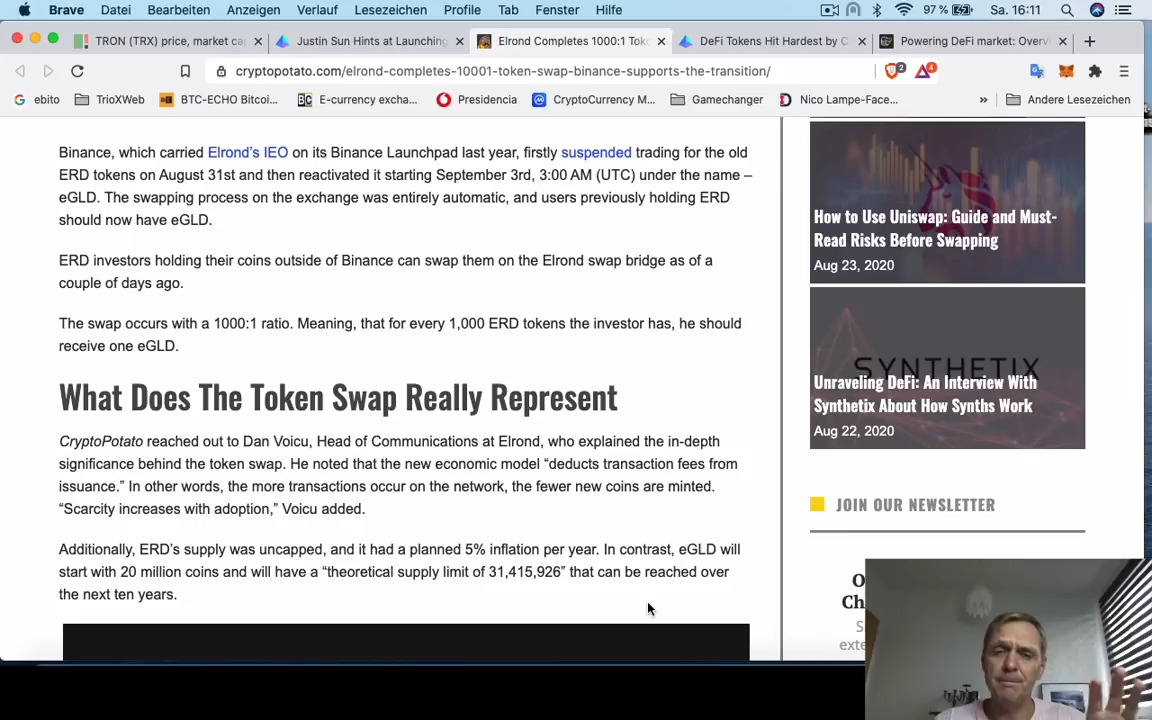 Brave Datei Bearbeiten Anzeigen Verlauf Lesezeichen Profile Tab Fenster Hilfe 97 % Sa. 16:11
TRON (TRX) price, market ca Justin Sun Hints at Launching Elrond Completes 1000:1 Toke DeFi Tokens Hit Hardest by C Powering DeFi market: Overv
cryptopotato.com/elrond-completes-10001-token-swap-binance-supports-the-transition/ 2 4
ebito TrioXWeb BTC-ECHO Bitcoi... E-currency excha... Presidencia CryptoCurrency M... Gamechanger Nico Lampe-Face... » Andere Lesezeichen
Binance, which carried Elrond's IEO on its Binance Launchpad last year, firstly suspended trading for the old
ERD tokens on August 31st and then reactivated it starting September 3rd, 3:00 AM (UTC) under the name –
eGLD. The swapping process on the exchange was entirely automatic, and users previously holding ERD
should now have eGLD.
ERD investors holding their coins outside of Binance can swap them on the Elrond swap bridge as of a
couple of days ago.
The swap occurs with a 1000:1 ratio. Meaning, that for every 1,000 ERD tokens the investor has, he should
receive one eGLD.
What Does The Token Swap Really Represent
CryptoPotato reached out to Dan Voicu, Head of Communications at Elrond, who explained the in-depth
significance behind the token swap. He noted that the new economic model “deducts transaction fees from
issuance.” In other words, the more transactions occur on the network, the fewer new coins are minted.
“Scarcity increases with adoption,” Voicu added.
Additionally, ERD’s supply was uncapped, and it had a planned 5% inflation per year. In contrast, eGLD will
start with 20 million coins and will have a “theoretical supply limit of 31,415,926” that can be reached over
the next ten years.
How to Use Uniswap: Guide and Must-
Read Risks Before Swapping
Aug 23, 2020
SYNTHETIX
Unraveling DeFi: An Interview With
Synthetix About How Synths Work
Aug 22, 2020
JOIN OUR NEWSLETTER
O
Ch
S
exte